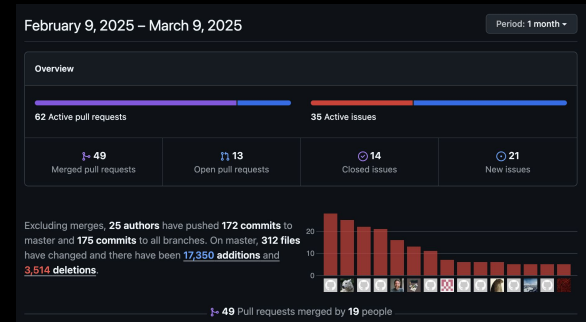 February 9, 2025 – March 9, 2025
Period: 1 month
Overview
62 Active pull requests
35 Active issues
49
Merged pull requests
13
Open pull requests
14
Closed issues
21
New issues
Excluding merges, 25 authors have pushed 172 commits to
master and 175 commits to all branches. On master, 312 files
have changed and there have been 17,350 additions and
3,514 deletions.
20
10
0
49 Pull requests merged by 19 people